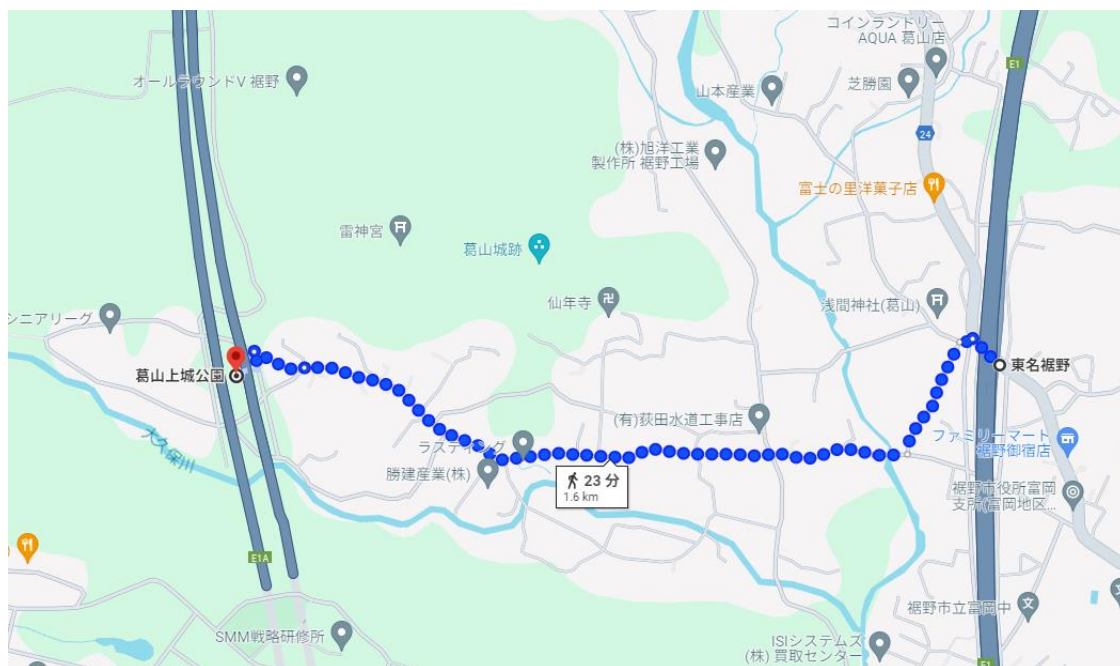 コインランドリー
AQUA 葛山店
E1
オールラウンドV 裾野
山本産業
芝勝園
24
(株)旭洋工業
製作所 裾野工場
富士の里洋菓子店
雷神宮
葛山城跡
仙年寺
浅間神社(葛山)
シニアリーグ
葛山上城公園
東名裾野
(有)荻田水道工事店
ファミリーマート
裾野御宿店
大久保川
ラスティング
勝建産業(株)
23 分
1.6 km
裾野市役所富岡
支所(富岡地区...
E1A
裾野市立富岡中
SMM戦略研修所
ISIシステムズ
(株) 買取センター
E1